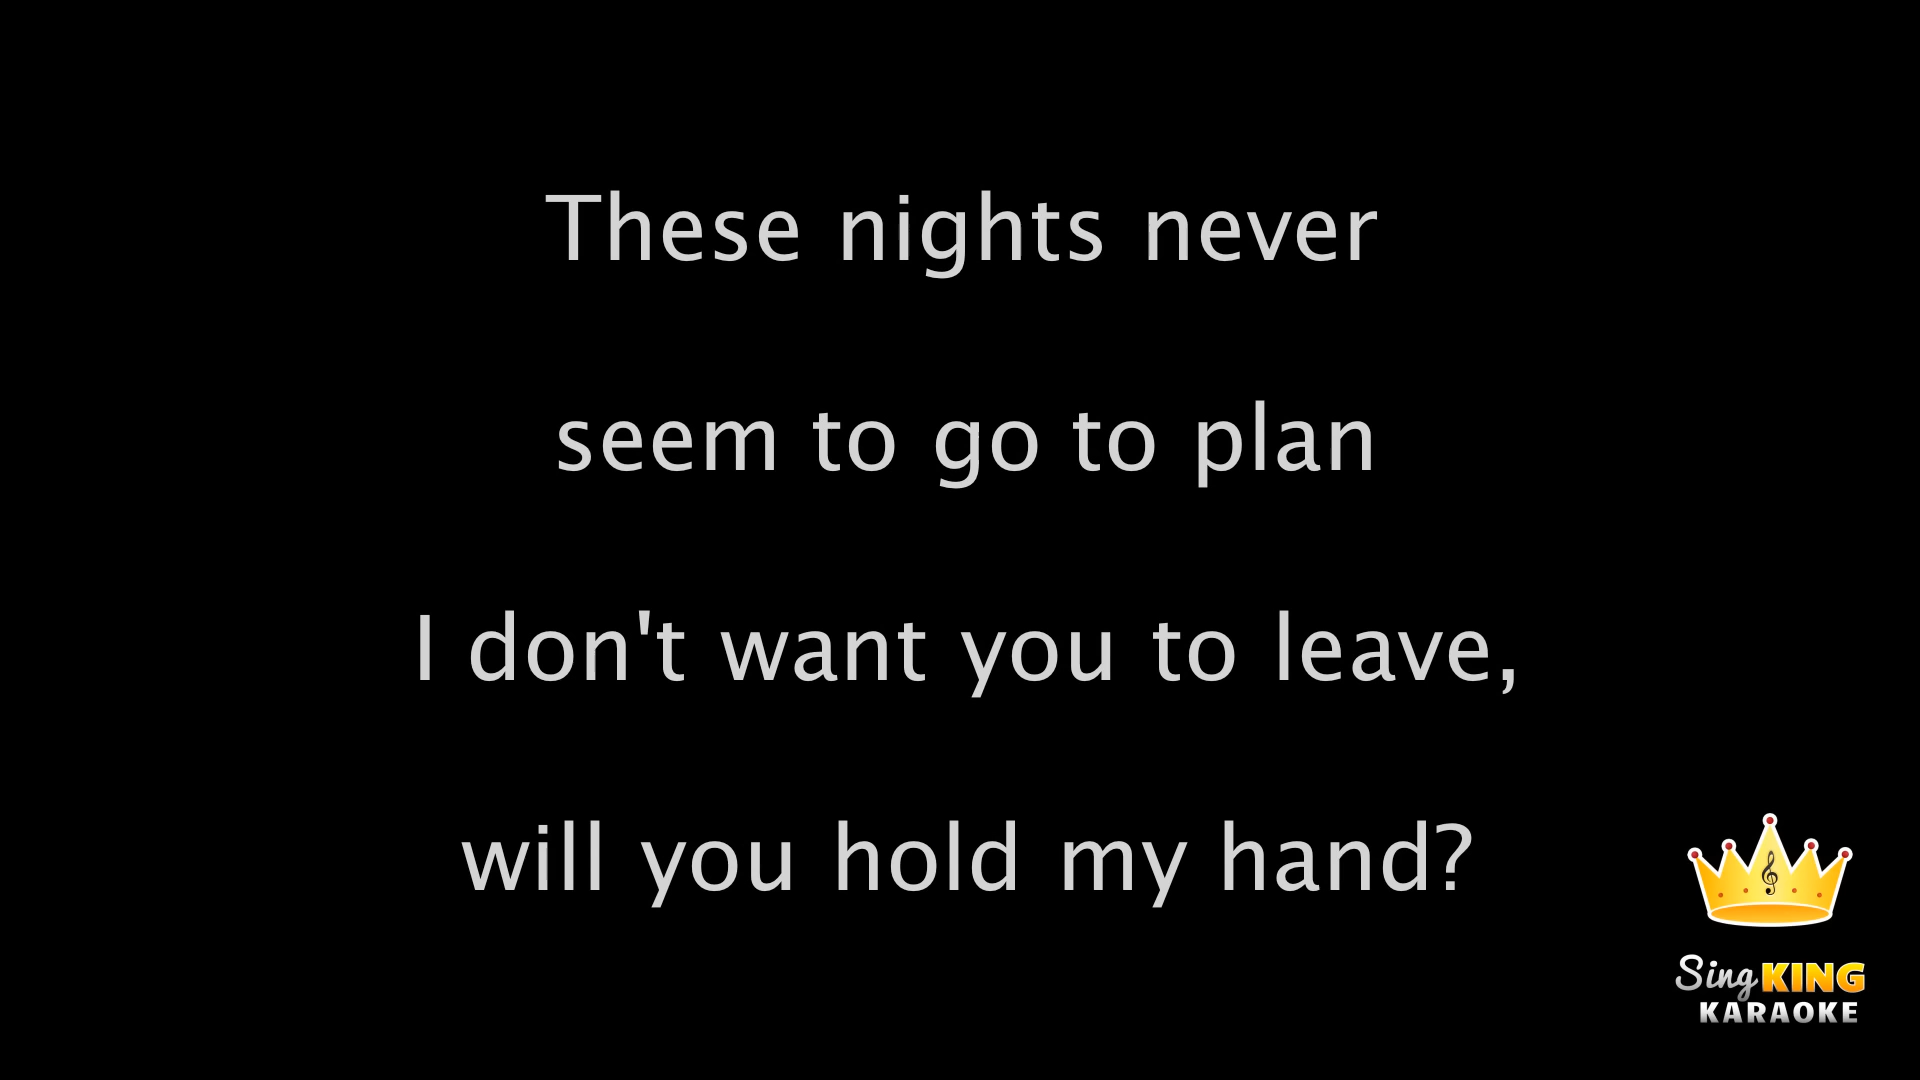 These nights never
seem to go to plan
I don't want you to leave,
will you hold my hand?
Sing KING
KARAOKE